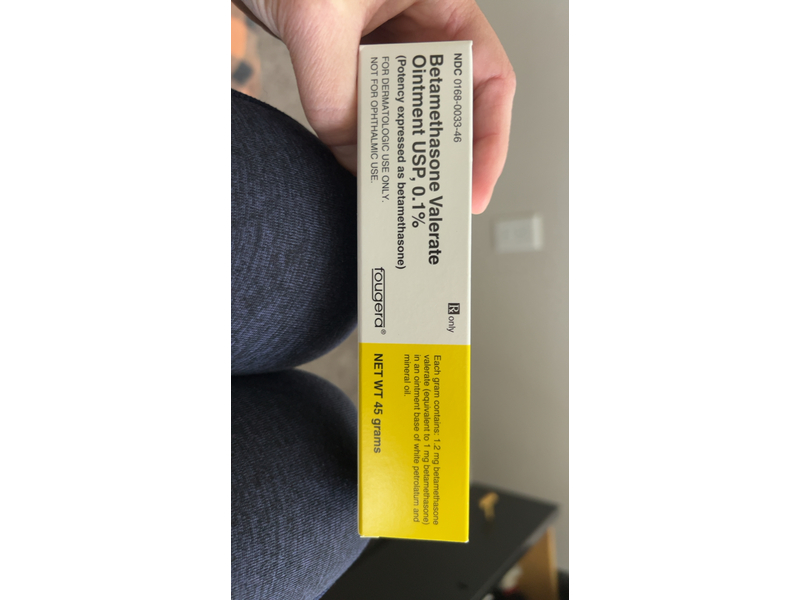 NDC 0168-0033-46
Betamethasone Valerate
Ointment USP, 0.1%
(Potency expressed as betamethasone)
FOR DERMATOLOGIC USE ONLY.
NOT FOR OPHTHALMIC USE.
Rx only
fougera®
Each gram contains: 1.2 mg betamethasone
valerate (equivalent to 1 mg betamethasone)
in an ointment base of white petrolatum and
mineral oil.
NET WT 45 grams